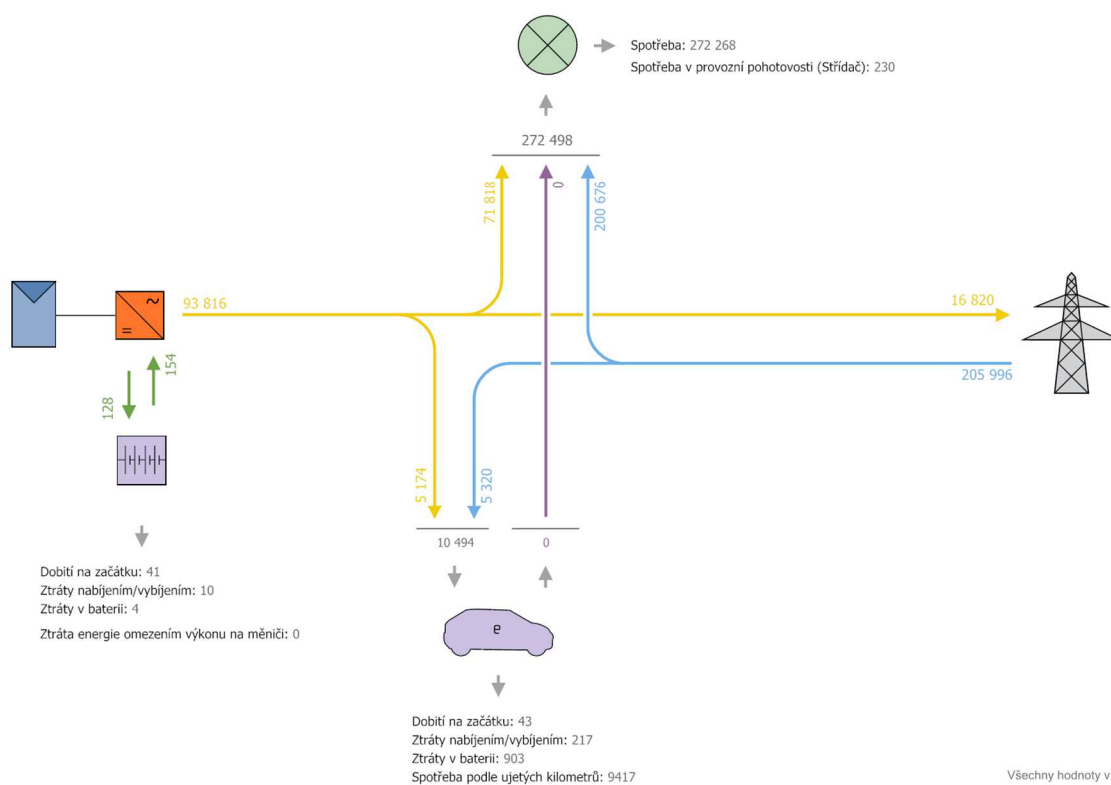 Spotřeba: 272 268
Spotřeba v provozní pohotovosti (Střídač): 230
272 498
71 818
0
200 676
93 816
16 820
205 996
128
154
5 174
5 320
10 494
0
e
Dobití na začátku: 41
Ztráty nabíjením/vybíjením: 10
Ztráty v baterii: 4
Ztráta energie omezením výkonu na měniči: 0
Dobití na začátku: 43
Ztráty nabíjením/vybíjením: 217
Ztráty v baterii: 903
Spotřeba podle ujetých kilometrů: 9417
Všechny hodnoty v